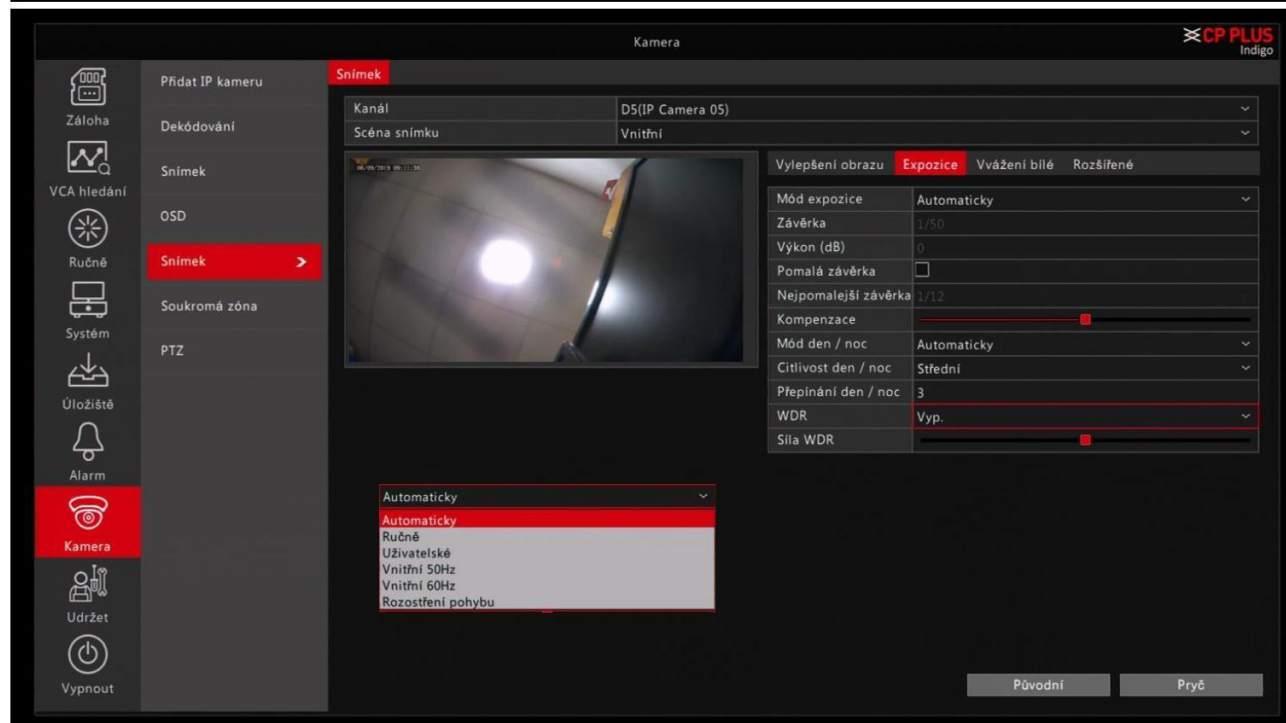 Kamera
CP PLUS
Indigo
Záloha
VCA hledání
Ručně
Systém
Úložiště
Alarm
Kamera
Udržet
Vypnout
Přidat IP kameru
Dekódování
Snímek
OSD
Snímek >
Soukromá zóna
PTZ
Snímek
Kanál D5(IP Camera 05)
Scéna snímku Vnitřní
Vylepšení obrazu Expozice Vvážení bílé Rozšířené
Mód expozice Automaticky
Závěrka 1/50
Výkon (dB) 0
Pomalá závěrka
Nejpomalejší závěrka 1/12
Kompenzace
Mód den / noc Automaticky
Citlivost den / noc Střední
Přepínání den / noc 3
WDR Vyp.
Síla WDR
Automaticky
Automaticky
Ručně
Uživatelské
Vnitřní 50Hz
Vnitřní 60Hz
Rozostření pohybu
Původní Pryč